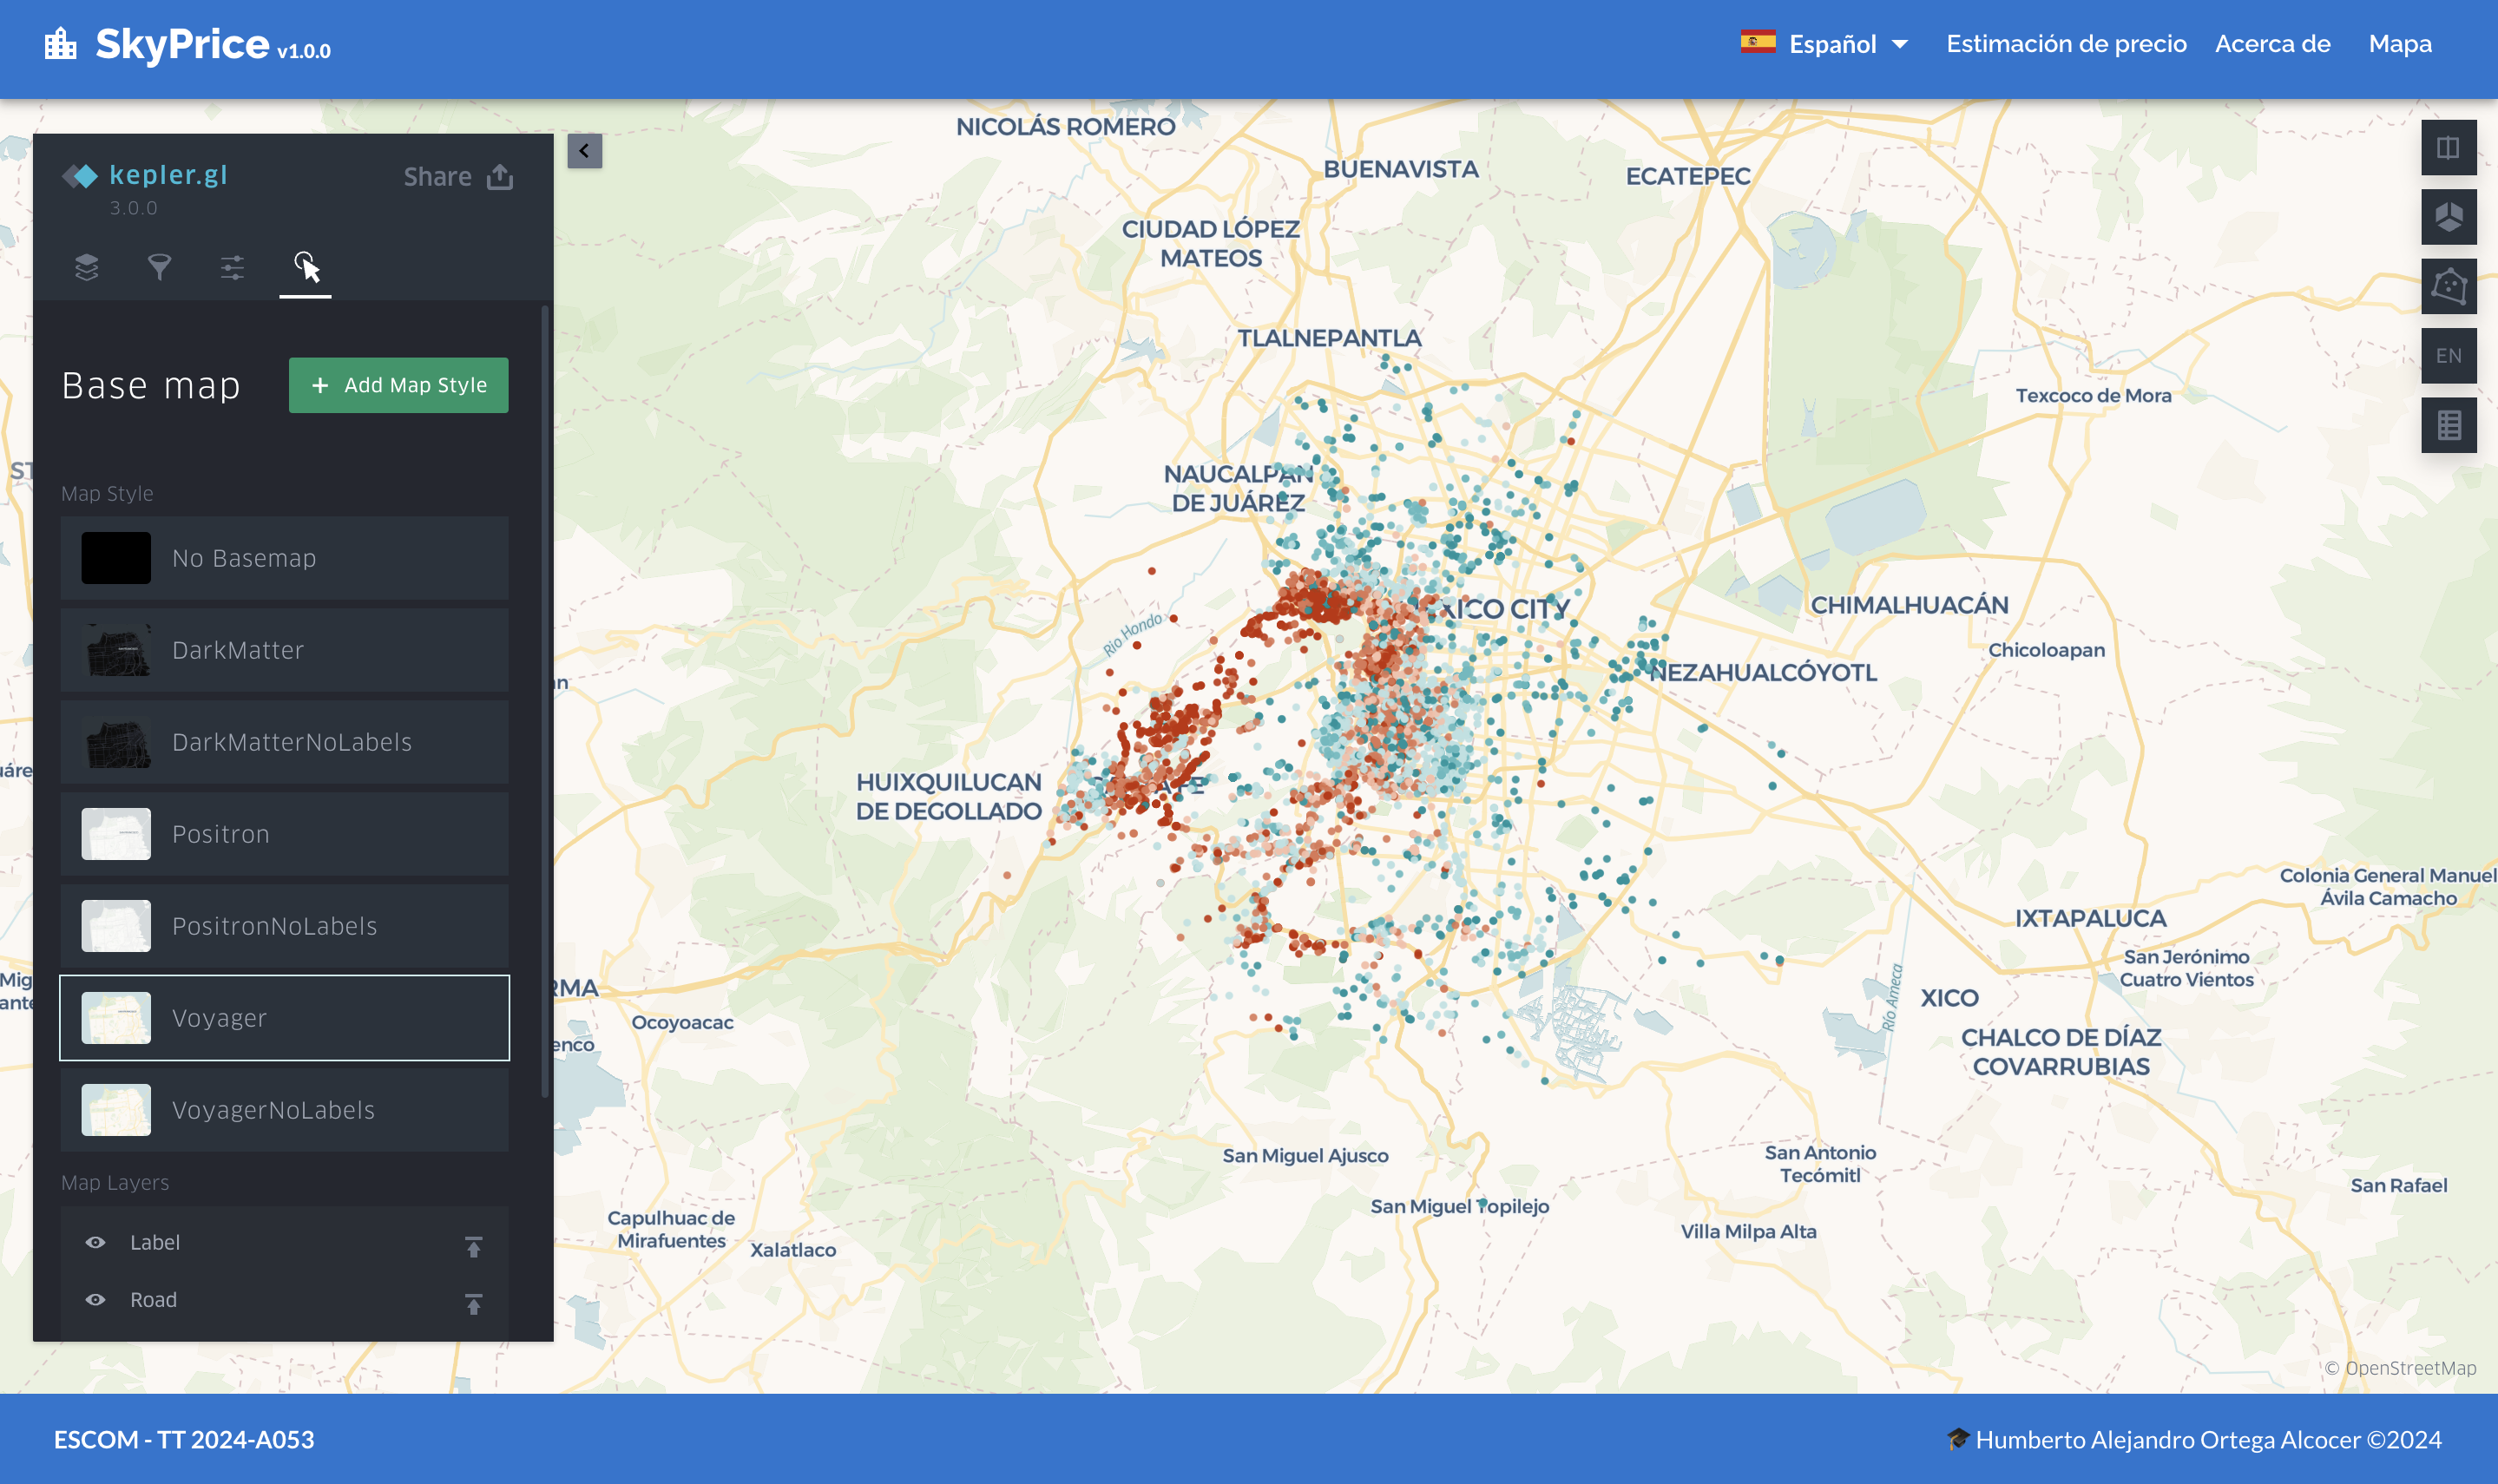 SkyPrice v1.0.0
Español
Estimación de precio
Acerca de
Mapa
kepler.gl
3.0.0
Share
Base map
Add Map Style
Map Style
No Basemap
DarkMatter
DarkMatterNoLabels
Positron
PositronNoLabels
Voyager
VoyagerNoLabels
Map Layers
Label
Road
NICOLÁS ROMERO
BUENAVISTA
ECATEPEC
CIUDAD LÓPEZ
MATEOS
TLALNEPANTLA
EN
Texcoco de Mora
NAUCALPAN
DE JUÁREZ
XICO CITY
CHIMALHUACÁN
Río Hondo
Chicoloapan
NEZAHUALCÓYOTL
HUIXQUILUCAN
DE DEGOLLADO
Colonia General Manuel
Ávila Camacho
IXTAPALUCA
San Jerónimo
Cuatro Vientos
RMA
Río Ameca
XICO
Ocoyoacac
enco
CHALCO DE DÍAZ
COVARRUBIAS
San Miguel Ajusco
San Antonio
Tecómitl
San Rafael
San Miguel Topilejo
Capulhuac de
Mirafuentes
Xalatlaco
Villa Milpa Alta
© OpenStreetMap
ESCOM - TT 2024-A053
Humberto Alejandro Ortega Alcocer ©2024